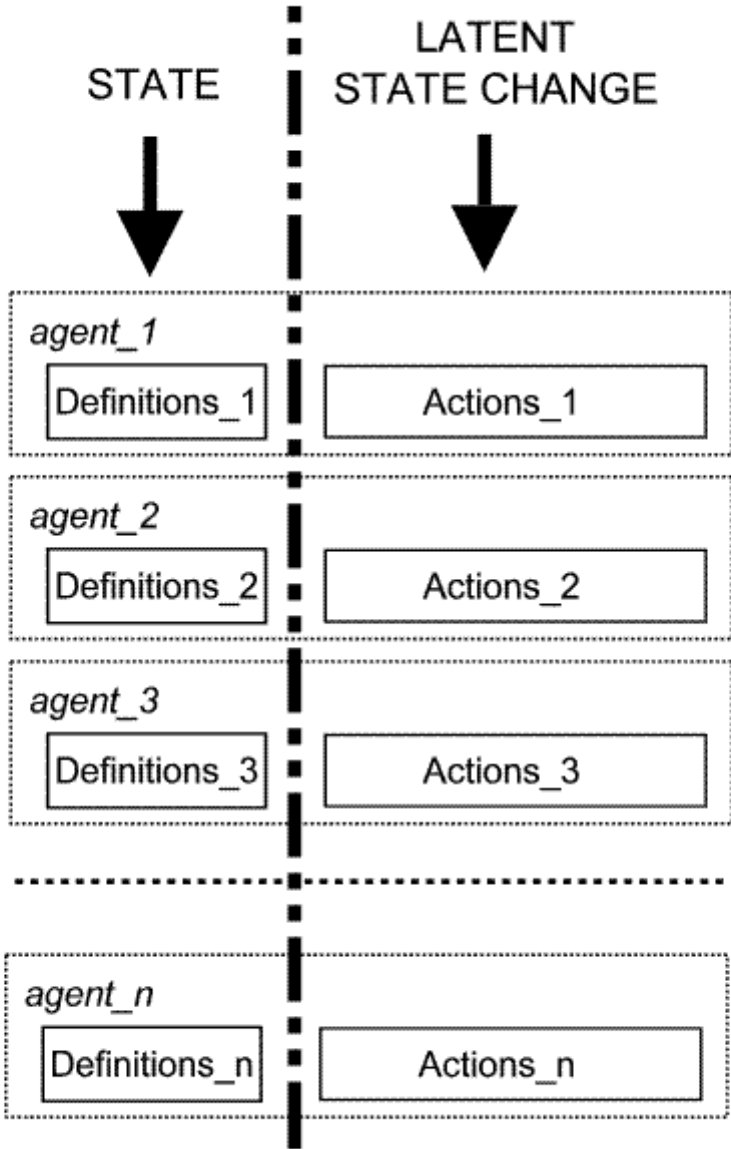 STATE
LATENT
STATE CHANGE
agent_1
Definitions_1
Actions_1
agent_2
Definitions_2
Actions_2
agent_3
Definitions_3
Actions_3
agent_n
Definitions_n
Actions_n